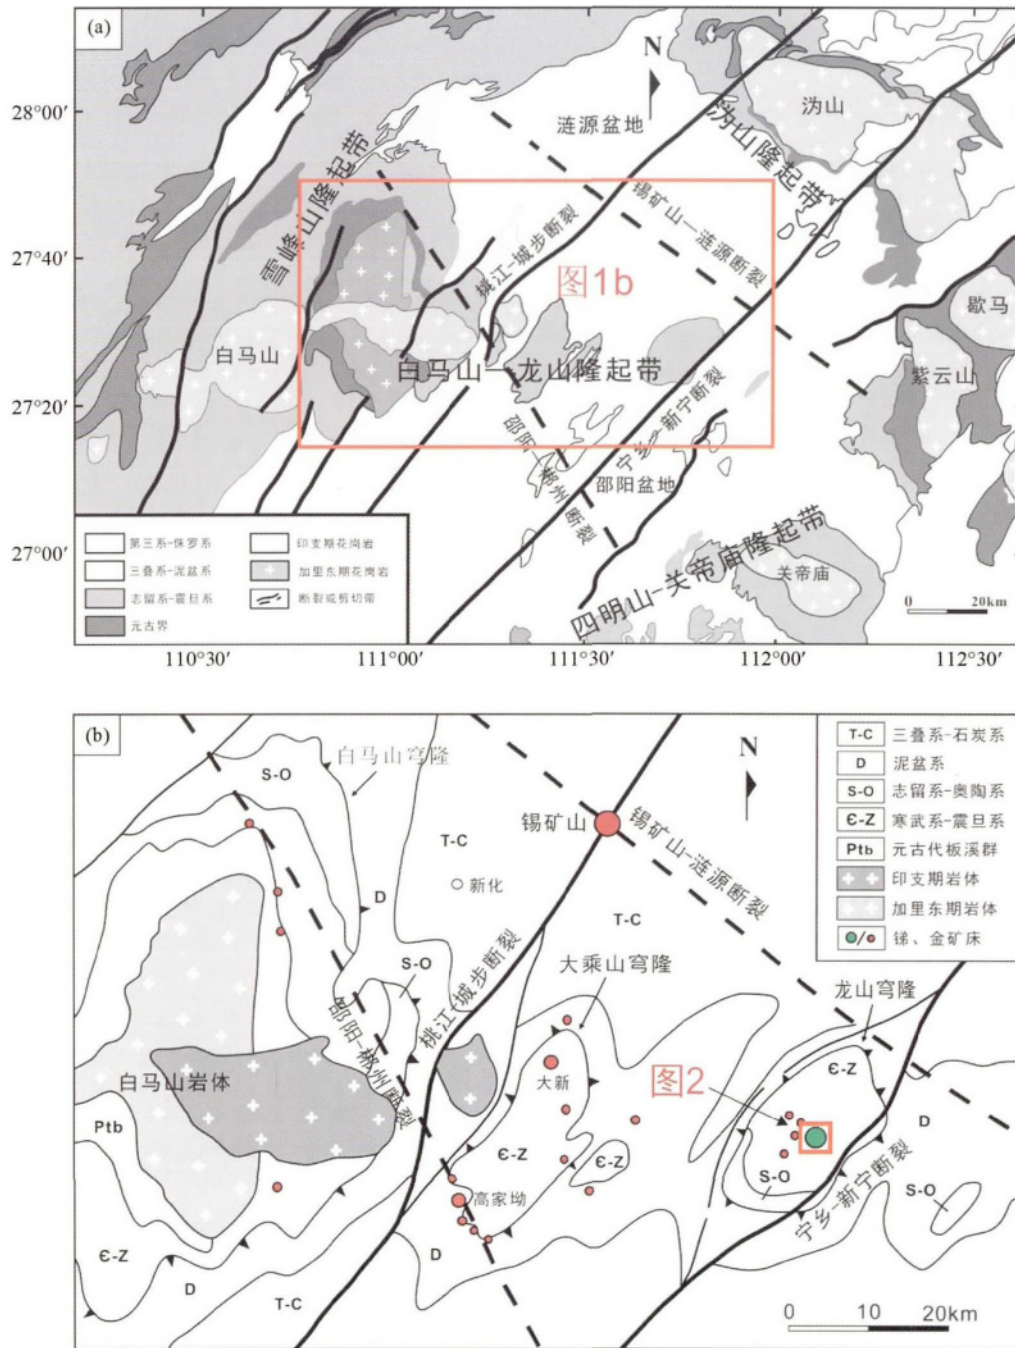 (a)
N
28°00′
27°40′
27°20′
27°00′
110°30′
111°00′
111°30′
112°00′
112°30′
涟源盆地
沩山
沩山隆起带
雪峰山隆起带
桃江-城步断裂
锡矿山—涟源断裂
图1b
歇马
白马山
白马山—龙山隆起带
紫云山
邵阳—郴州断裂
宁乡-新宁断裂
邵阳盆地
四明山-关帝庙隆起带
关帝庙
0 20km
第三系-侏罗系
印支期花岗岩
三叠系-泥盆系
加里东期花岗岩
志留系-震旦系
断裂或剪切带
元古界
(b)
N
白马山穹隆
S-O
T-C
锡矿山
锡矿山-涟源断裂
新化
D
T-C
S-O
桃江-城步断裂
大乘山穹隆
龙山穹隆
邵阳-郴州断裂
白马山岩体
大新
图2
Є-Z
D
Ptb
Є-Z
Є-Z
S-O
S-O
高家坳
宁乡-新宁断裂
Є-Z
D
D
T-C
0 10 20km
T-C 三叠系-石炭系
D 泥盆系
S-O 志留系-奥陶系
Є-Z 寒武系-震旦系
Ptb 元古代板溪群
印支期岩体
加里东期岩体
/ 锑、金矿床